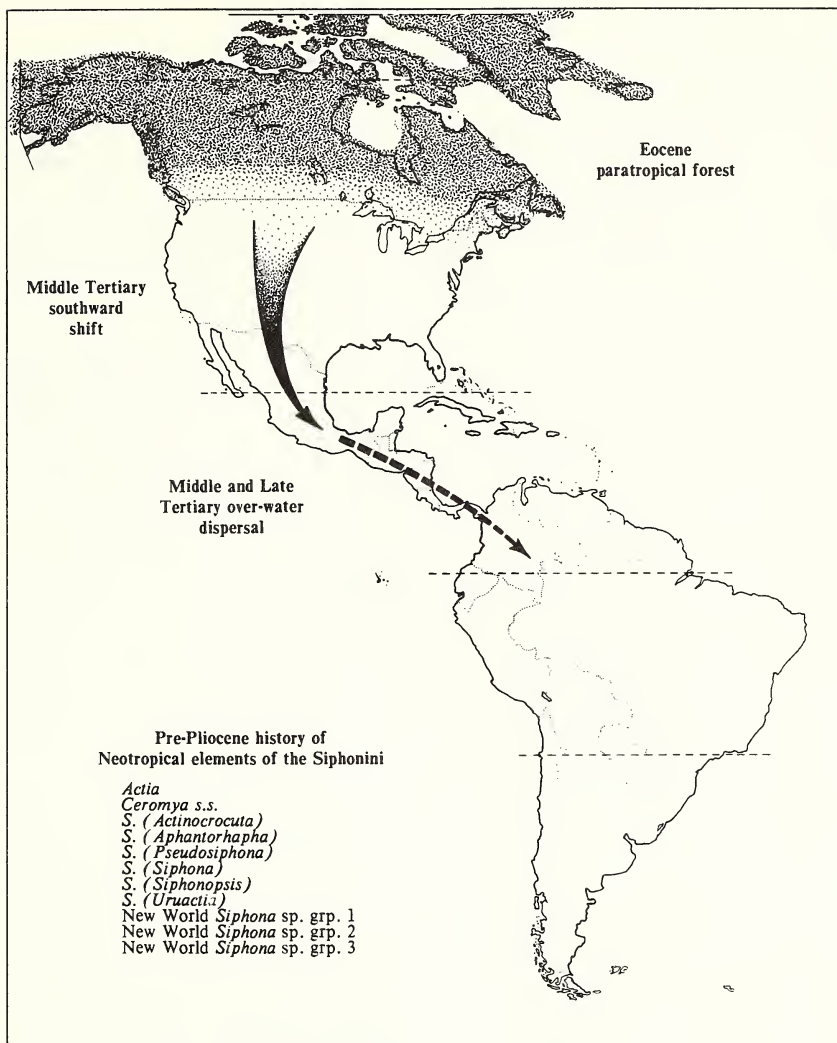 Eocene
paratropical forest
Middle Tertiary
southward
shift
Middle and Late
Tertiary over-water
dispersal
Pre-Pliocene history of
Neotropical elements of the Siphonini
Actia
Ceromya s.s.
S. (Actinocrocuta)
S. (Aphantorhapha)
S. (Pseudosiphona)
S. (Siphona)
S. (Siphonopsis)
S. (Uruactia)
New World Siphona sp. grp. 1
New World Siphona sp. grp. 2
New World Siphona sp. grp. 3